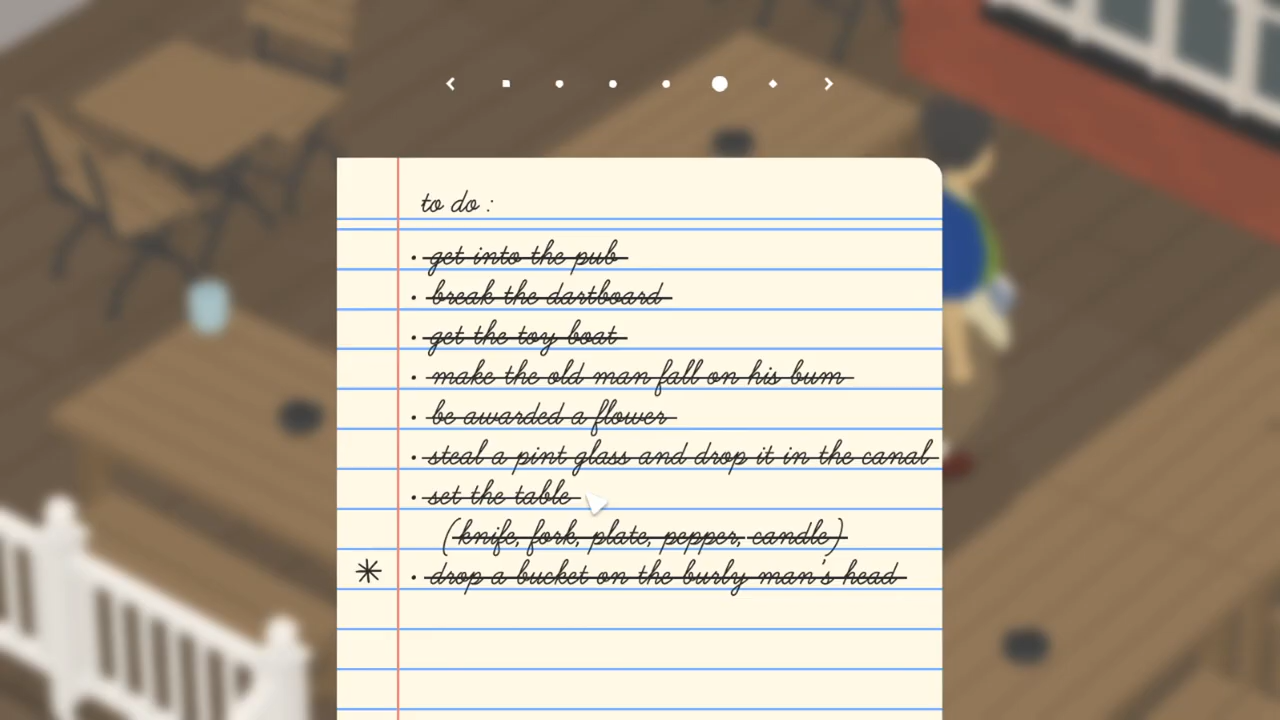 to do :
• get into the pub
• break the dartboard
• get the toy boat
• make the old man fall on his bum
• be awarded a flower
• steal a pint glass and drop it in the canal
• set the table
(knife, fork, plate, pepper, candle)
* • drop a bucket on the burly man's head